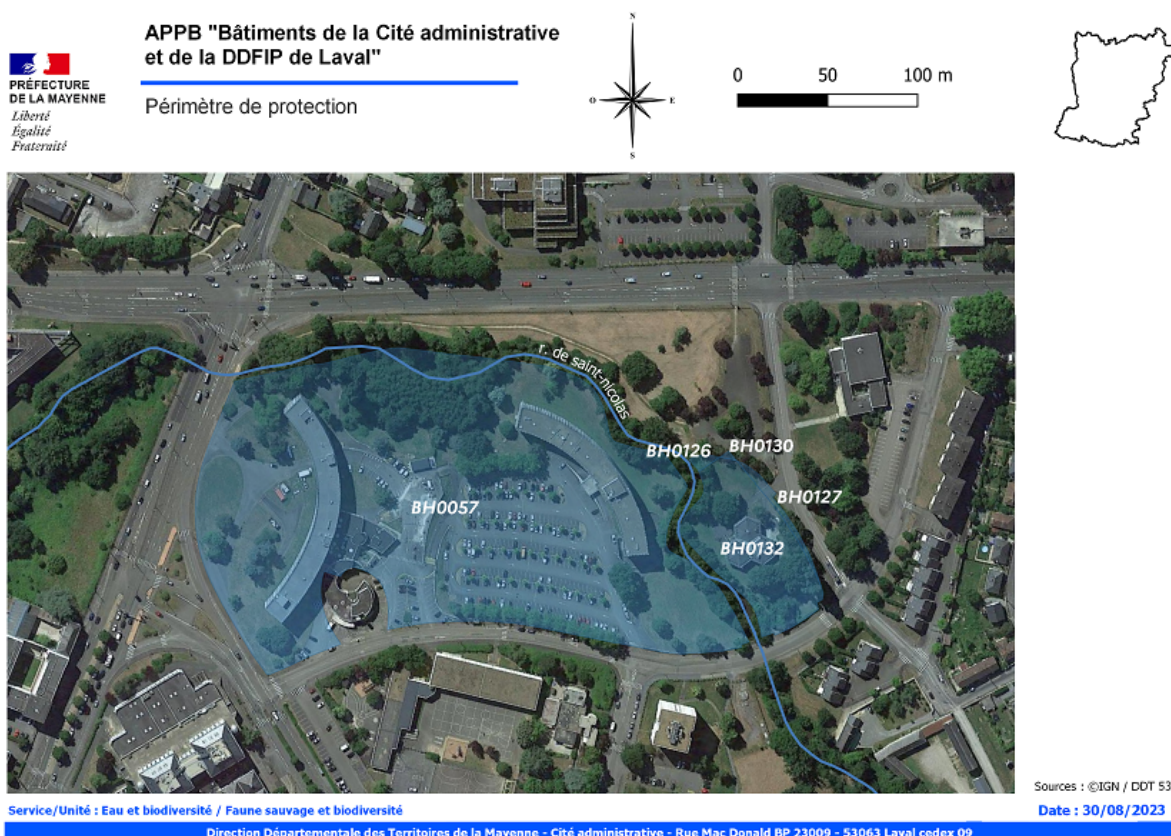 APPB "Bâtiments de la Cité administrative
et de la DDFIP de Laval"
Périmètre de protection
PRÉFECTURE
DE LA MAYENNE
Liberté
Égalité
Fraternité
N
O
E
S
0 50 100 m
r. de saint-nicolas
BH0126
BH0130
BH0127
BH0057
BH0132
Sources : ©IGN / DDT 53
Service/Unité : Eau et biodiversité / Faune sauvage et biodiversité
Date : 30/08/2023
Direction Départementale des Territoires de la Mayenne - Cité administrative - Rue Mac Donald BP 23009 - 53063 Laval cedex 09